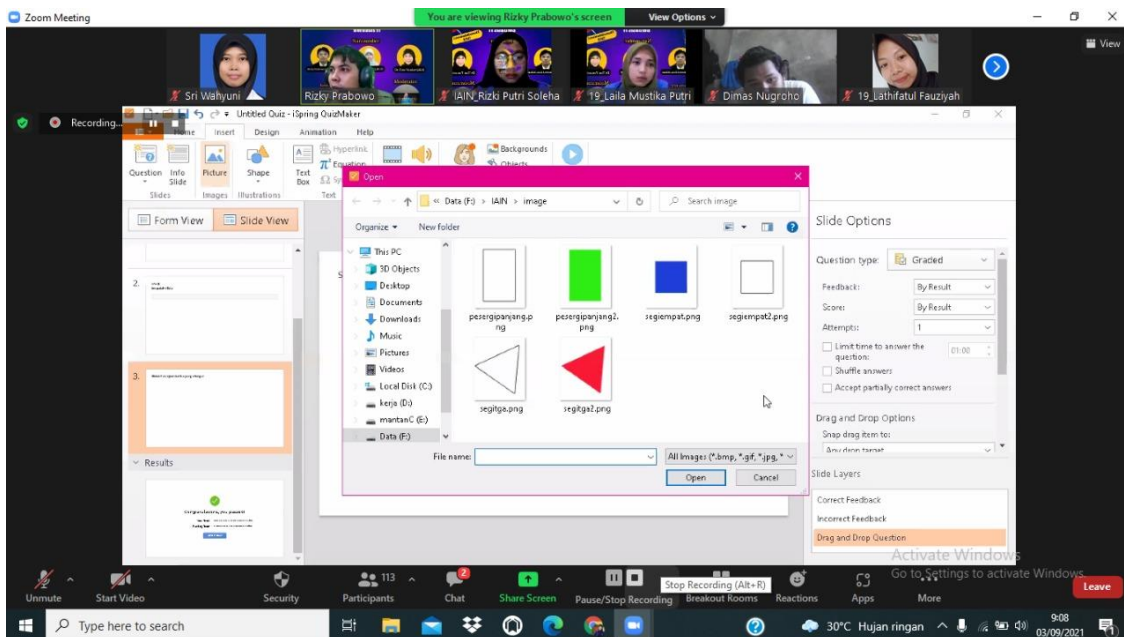 Zoom Meeting
You are viewing Rizky Prabowo's screen
View Options
View
Sri Wahyuni
Rizky Prabowo
IAIN_Rizki Putri Soleha
19_Laila Mustika Putri
Dimas Nugroho
19_Lathifatul Fauziyah
Recording...
Untitled Quiz - iSpring QuizMaker
Home
Insert
Design
Animation
Help
Question
Info Slide
Picture
Shape
Text Box
Hyperlink
Equation
Backgrounds
Objects
Slides
Images
Illustrations
Text
Form View
Slide View
2.
3.
Results
Open
« Data (F:) > IAIN > image
Search image
Organize
New folder
This PC
3D Objects
Desktop
Documents
Downloads
Music
Pictures
Videos
Local Disk (C:)
kerja (D:)
mantanC (E:)
Data (F:)
pesergipanjang.p
ng
pesergipanjang2.
png
segiempat.png
segiempat2.png
segitga.png
segitga2.png
File name:
All Images (*.bmp, *.gif, *.jpg, *
Open
Cancel
Slide Options
Question type:
Graded
Feedback:
By Result
Score:
By Result
Attempts:
1
Limit time to answer the
question:
01:00
Shuffle answers
Accept partially correct answers
Drag and Drop Options
Snap drag item to:
Any drop target
Slide Layers
Correct Feedback
Incorrect Feedback
Drag and Drop Question
Activate Windows
Go to Settings to activate Windows.
Unmute
Start Video
Security
Participants
113
Chat
2
Share Screen
Pause/Stop Recording
Stop Recording (Alt+R)
Breakout Rooms
Reactions
Apps
More
Leave
Type here to search
30°C Hujan ringan
9:08
03/09/2021